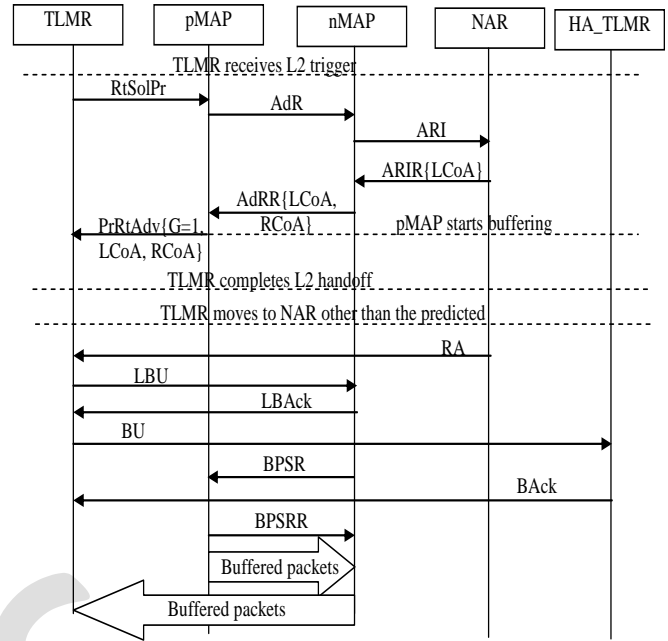 TLMR
pMAP
nMAP
NAR
HA_TLMR
TLMR receives L2 trigger
RtSolPr
AdR
ARI
ARIR{LCoA}
AdRR{LCoA,
RCoA}
PrRtAdv{G=1,
LCoA, RCoA}
pMAP starts buffering
TLMR completes L2 handoff
TLMR moves to NAR other than the predicted
RA
LBU
LBAck
BU
BPSR
BAck
BPSRR
Buffered packets
Buffered packets